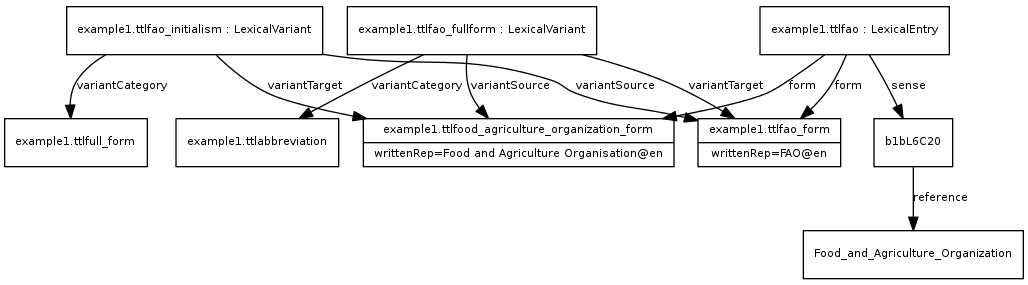 example1.ttlfao_initialism : LexicalVariant
example1.ttlfao_fullform : LexicalVariant
example1.ttlfao : LexicalEntry
variantCategory
variantTarget
variantCategory
variantSource
variantSource
variantTarget
form
form
sense
example1.ttlfull_form
example1.ttlabbreviation
example1.ttlfood_agriculture_organization_form
writtenRep=Food and Agriculture Organisation@en
example1.ttlfao_form
writtenRep=FAO@en
b1bL6C20
reference
Food_and_Agriculture_Organization